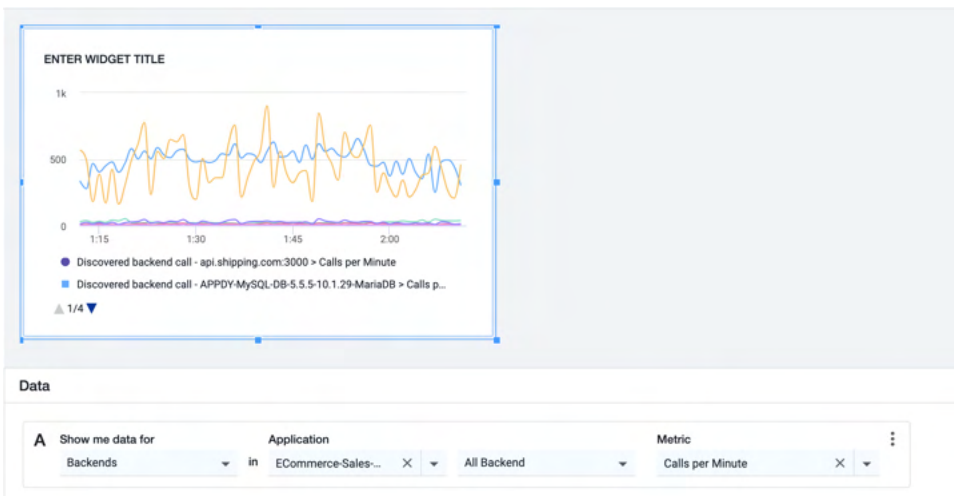 ENTER WIDGET TITLE
1k
500
0
1:15 1:30 1:45 2:00
Discovered backend call - api.shipping.com:3000 > Calls per Minute
Discovered backend call - APPDY-MySQL-DB-5.5.5-10.1.29-MariaDB > Calls p...
1/4
Data
A Show me data for Application Metric
Backends in ECommerce-Sales-... All Backend Calls per Minute